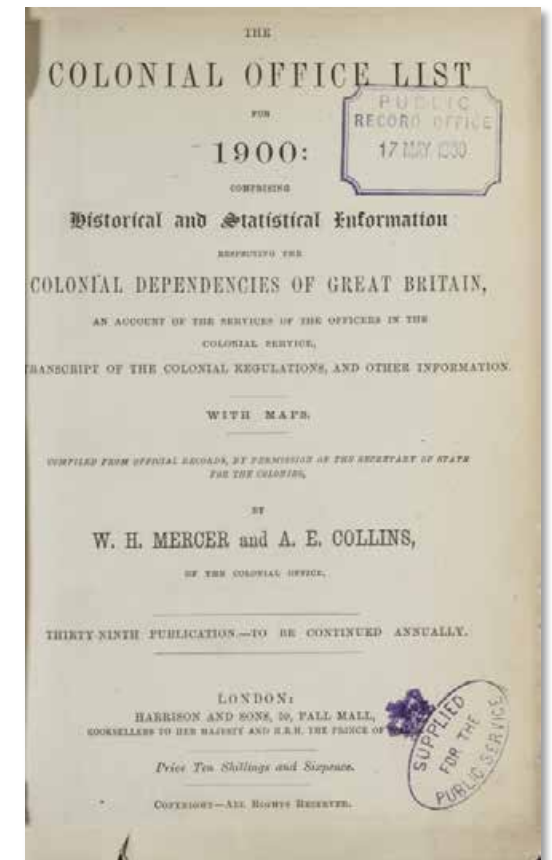 THE
COLONIAL OFFICE LIST
FOR
1900:
COMPRISING
Historical and Statistical Information
RESPECTING THE
COLONIAL DEPENDENCIES OF GREAT BRITAIN,
AN ACCOUNT OF THE SERVICES OF THE OFFICERS IN THE
COLONIAL SERVICE,
TRANSCRIPT OF THE COLONIAL REGULATIONS, AND OTHER INFORMATION.
WITH MAPS.
COMPILED FROM OFFICIAL RECORDS, BY PERMISSION OF THE SECRETARY OF STATE
FOR THE COLONIES,
BY
W. H. MERCER and A. E. COLLINS,
OF THE COLONIAL OFFICE.
THIRTY-NINTH PUBLICATION.—TO BE CONTINUED ANNUALLY.
LONDON:
HARRISON AND SONS, 59, PALL MALL,
BOOKSELLERS TO HER MAJESTY AND H.R.H. THE PRINCE OF
Price Ten Shillings and Sixpence.
COPYRIGHT—ALL RIGHTS RESERVED.
PUBLIC
RECORD OFFICE
17 MAY
SUPPLIED
FOR THE
PUBLIC SERVICE